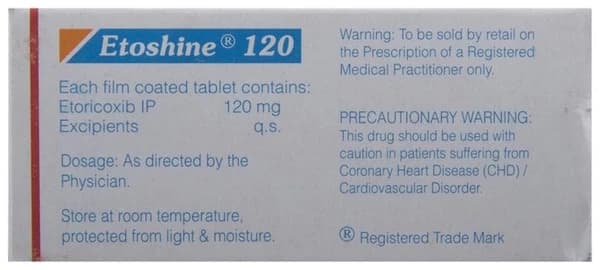 Etoshine® 120
Each film coated tablet contains:
Etoricoxib IP 120 mg
Excipients q.s.
Dosage: As directed by the
Physician.
Store at room temperature,
protected from light & moisture.
Warning: To be sold by retail on
the Prescription of a Registered
Medical Practitioner only.
PRECAUTIONARY WARNING:
This drug should be used with
caution in patients suffering from
Coronary Heart Disease (CHD) /
Cardiovascular Disorder.
® Registered Trade Mark